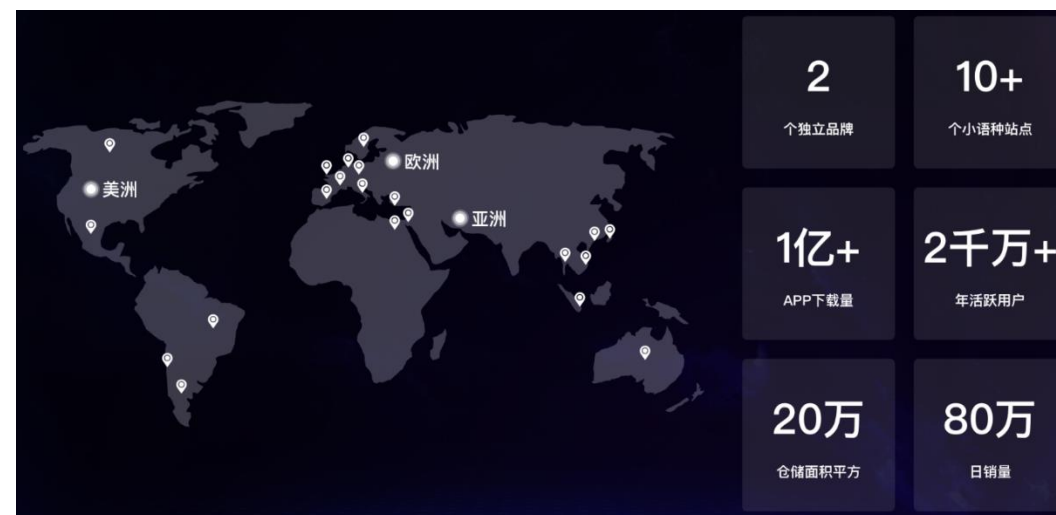 欧洲
美洲
亚洲
2
个独立品牌
10+
个小语种站点
1亿+
APP下载量
2千万+
年活跃用户
20万
仓储面积平方
80万
日销量